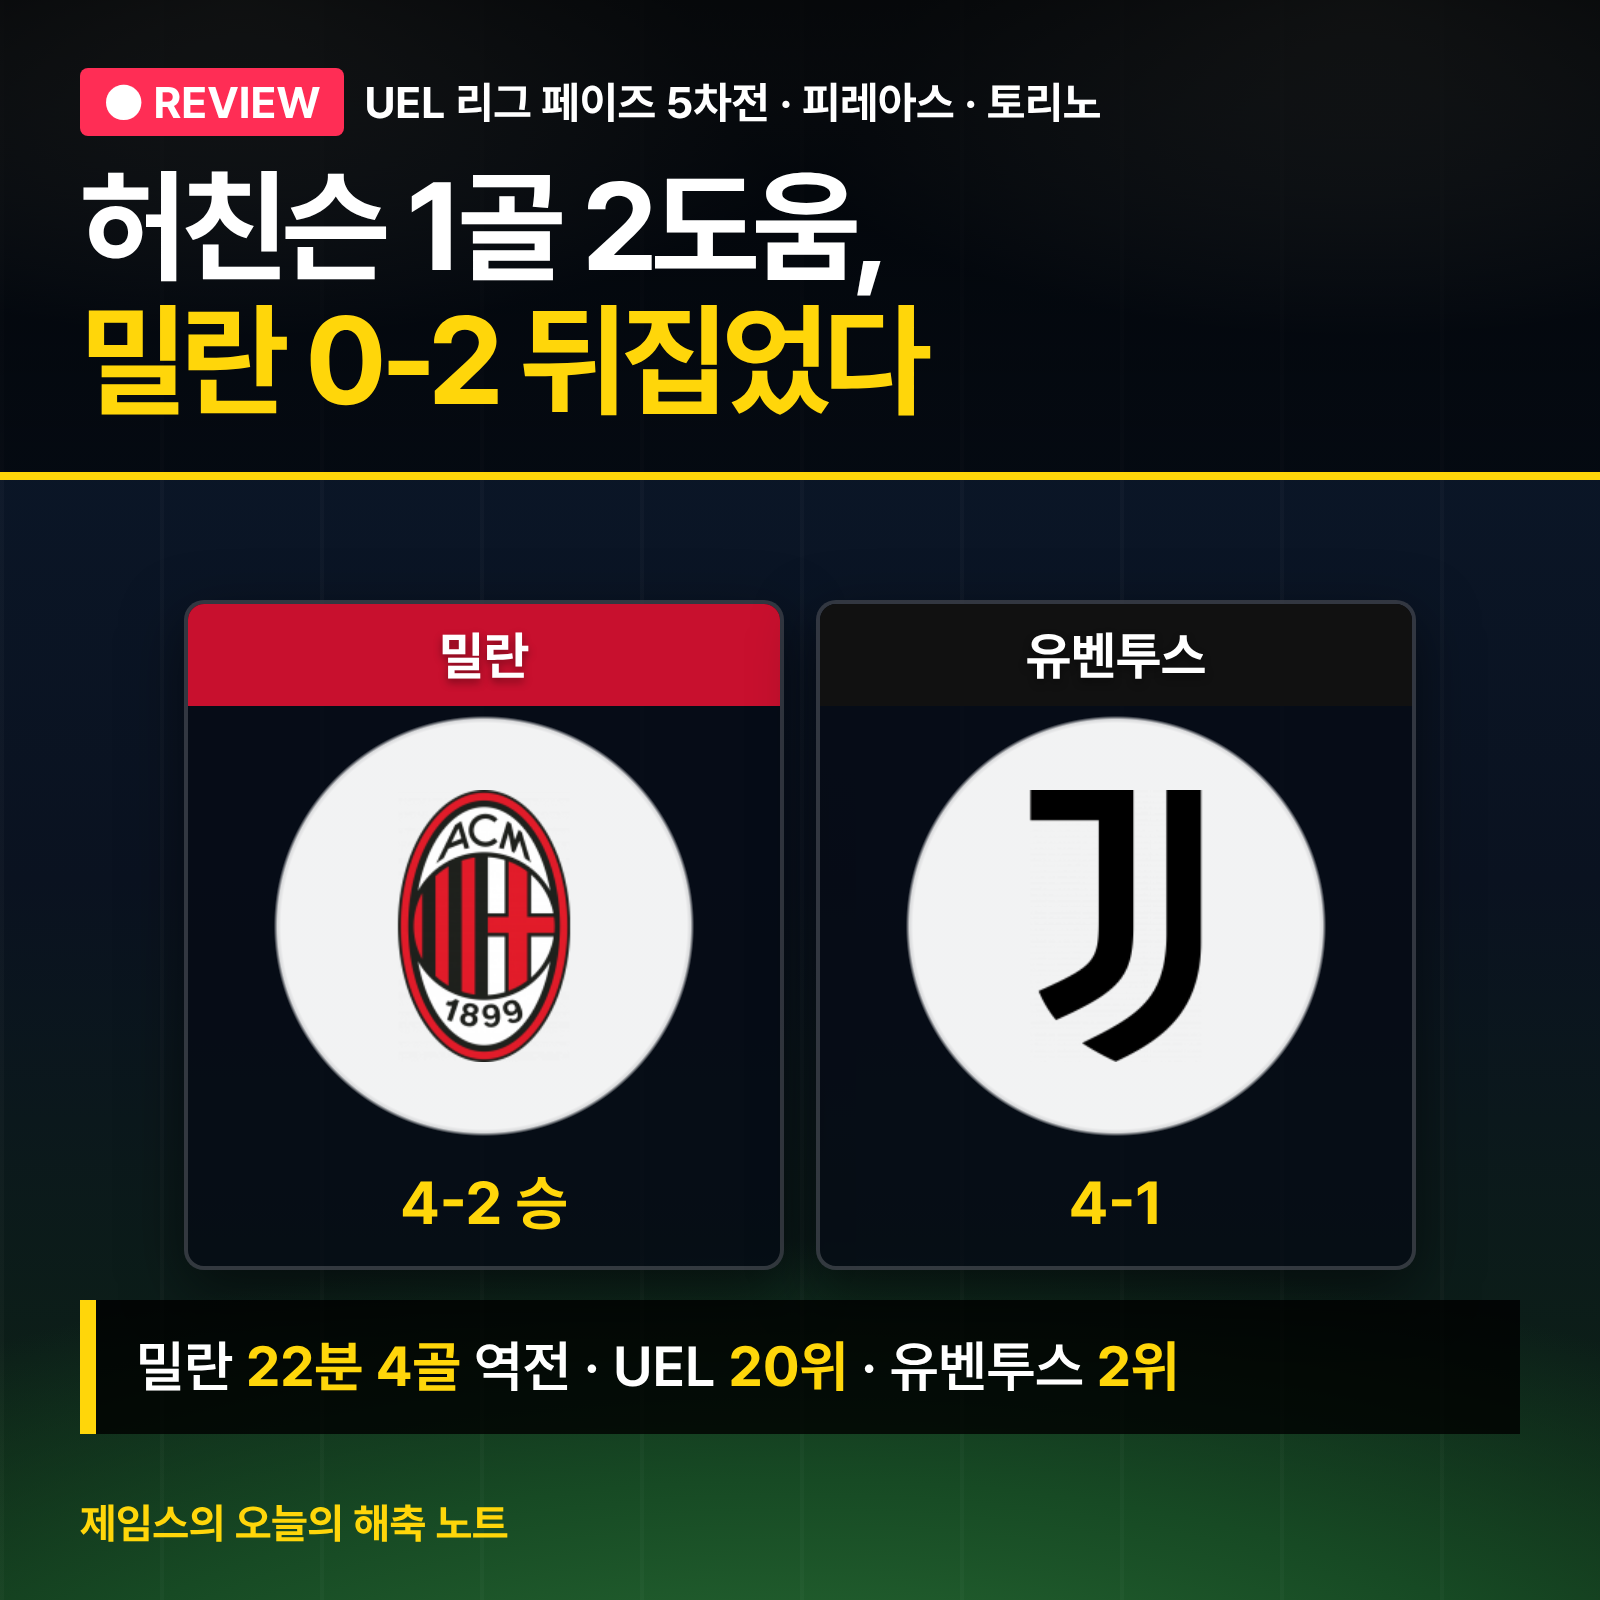 REVIEW UEL 리그 페이즈 5차전 · 피레아스 · 토리노
허친슨 1골 2도움,
밀란 0-2 뒤집었다
밀란
유벤투스
ACM
1899
4-2 승
4-1
밀란 22분 4골 역전 · UEL 20위 · 유벤투스 2위
제임스의 오늘의 해축 노트